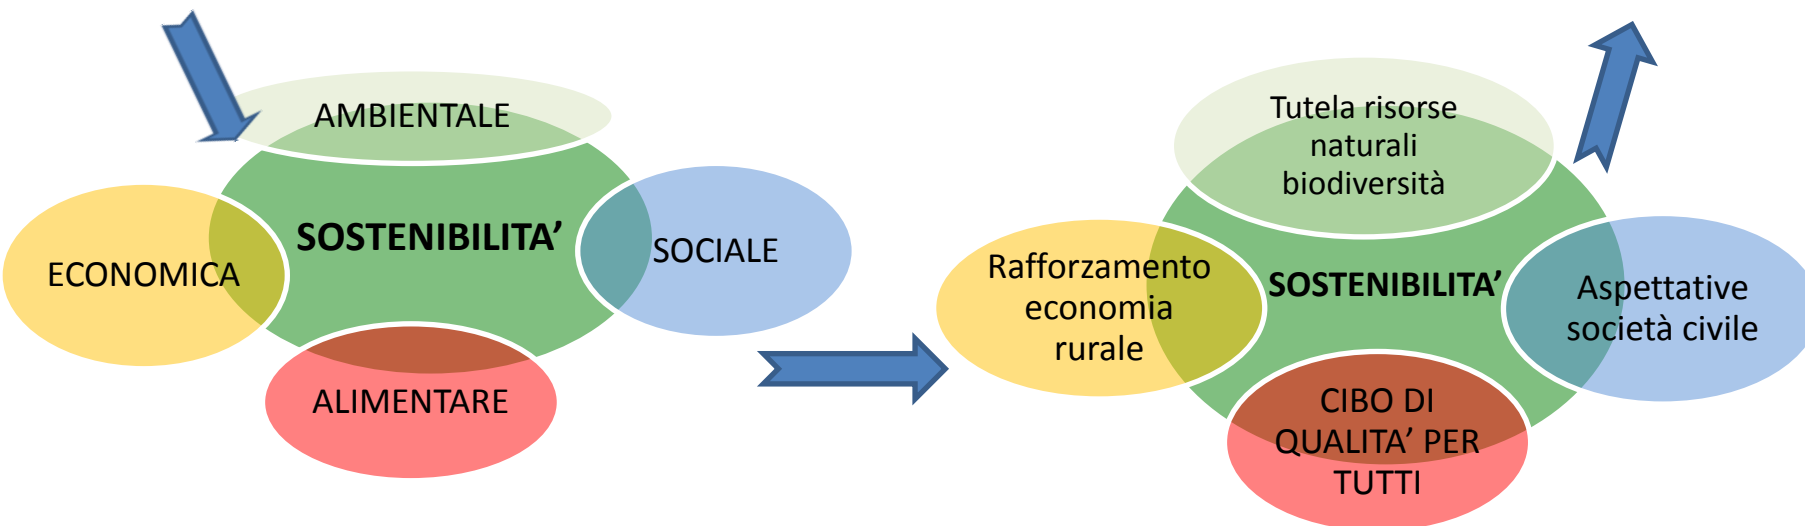 AMBIENTALE
SOSTENIBILITA’
ECONOMICA
SOCIALE
ALIMENTARE
Tutela risorse
naturali
biodiversità
Rafforzamento
economia
rurale
SOSTENIBILITA’
Aspettative
società civile
CIBO DI
QUALITA’ PER
TUTTI